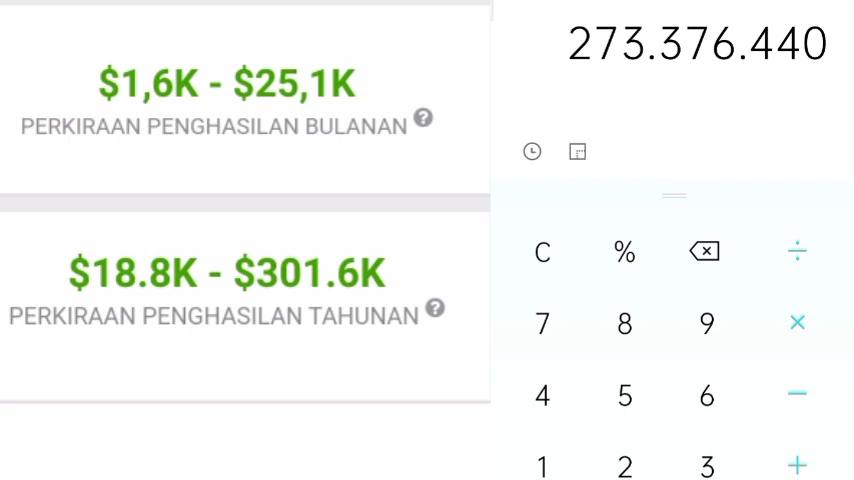 $1,6K - $25,1K
PERKIRAAN PENGHASILAN BULANAN ?
$18.8K - $301.6K
PERKIRAAN PENGHASILAN TAHUNAN ?
273.376.440
C % ÷
7 8 9 ×
4 5 6 −
1 2 3 +